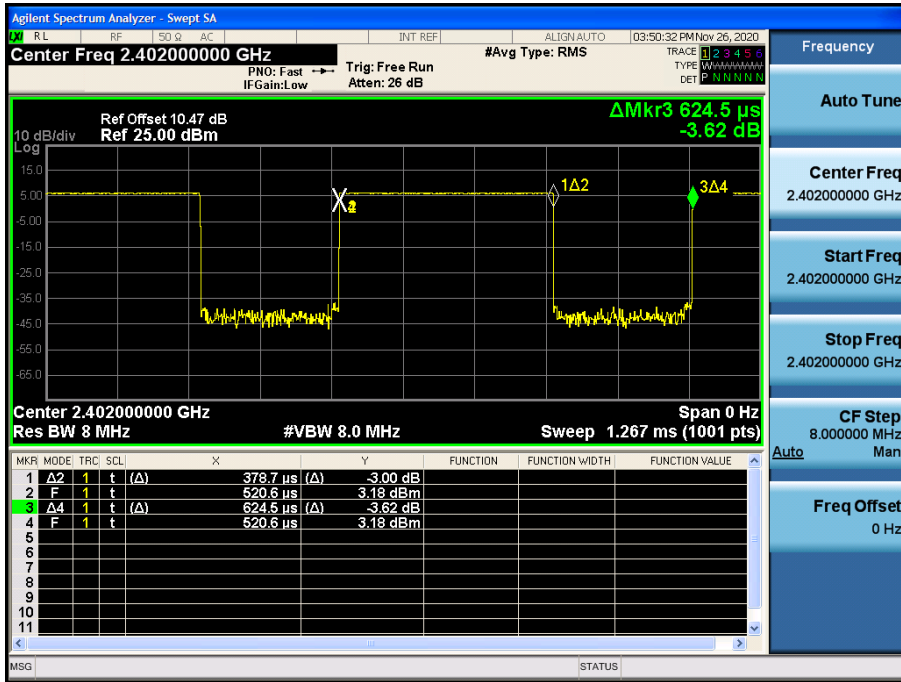 Agilent Spectrum Analyzer - Swept SA
LXI RL RF 50 Ω AC INT REF ALIGN AUTO 03:50:32 PM Nov 26, 2020
Center Freq 2.402000000 GHz
#Avg Type: RMS
TRACE 1 2 3 4 5 6
PNO: Fast
Trig: Free Run
TYPE WWWWWW
IFGain:Low
Atten: 26 dB
DET P N N N N N
Ref Offset 10.47 dB
ΔMkr3 624.5 µs
10 dB/div
Ref 25.00 dBm
-3.62 dB
Log
15.0
5.00
-5.00
-15.0
-25.0
-35.0
-45.0
-55.0
-65.0
1Δ2
3Δ4
Center 2.402000000 GHz
Span 0 Hz
Res BW 8 MHz
#VBW 8.0 MHz
Sweep 1.267 ms (1001 pts)
MKR MODE TRC SCL X Y FUNCTION FUNCTION WIDTH FUNCTION VALUE
1 Δ2 1 t (Δ) 378.7 µs (Δ) -3.00 dB
2 F 1 t 520.6 µs 3.18 dBm
3 Δ4 1 t (Δ) 624.5 µs (Δ) -3.62 dB
4 F 1 t 520.6 µs 3.18 dBm
5
6
7
8
9
10
11
MSG
STATUS
Frequency
Auto Tune
Center Freq
2.402000000 GHz
Start Freq
2.402000000 GHz
Stop Freq
2.402000000 GHz
CF Step
8.000000 MHz
Auto Man
Freq Offset
0 Hz